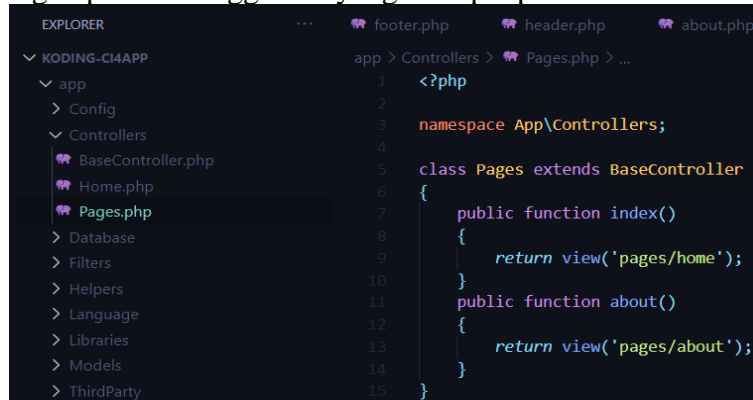 EXPLORER ...
KODING-CI4APP
app
Config
Controllers
BaseController.php
Home.php
Pages.php
Database
Filters
Helpers
Language
Libraries
Models
ThirdParty
footer.php header.php about.php
app > Controllers > Pages.php > ...
1 <?php
2
3 namespace App\Controllers;
4
5 class Pages extends BaseController
6 {
7 public function index()
8 {
9 return view('pages/home');
10 }
11 public function about()
12 {
13 return view('pages/about');
14 }
15 }